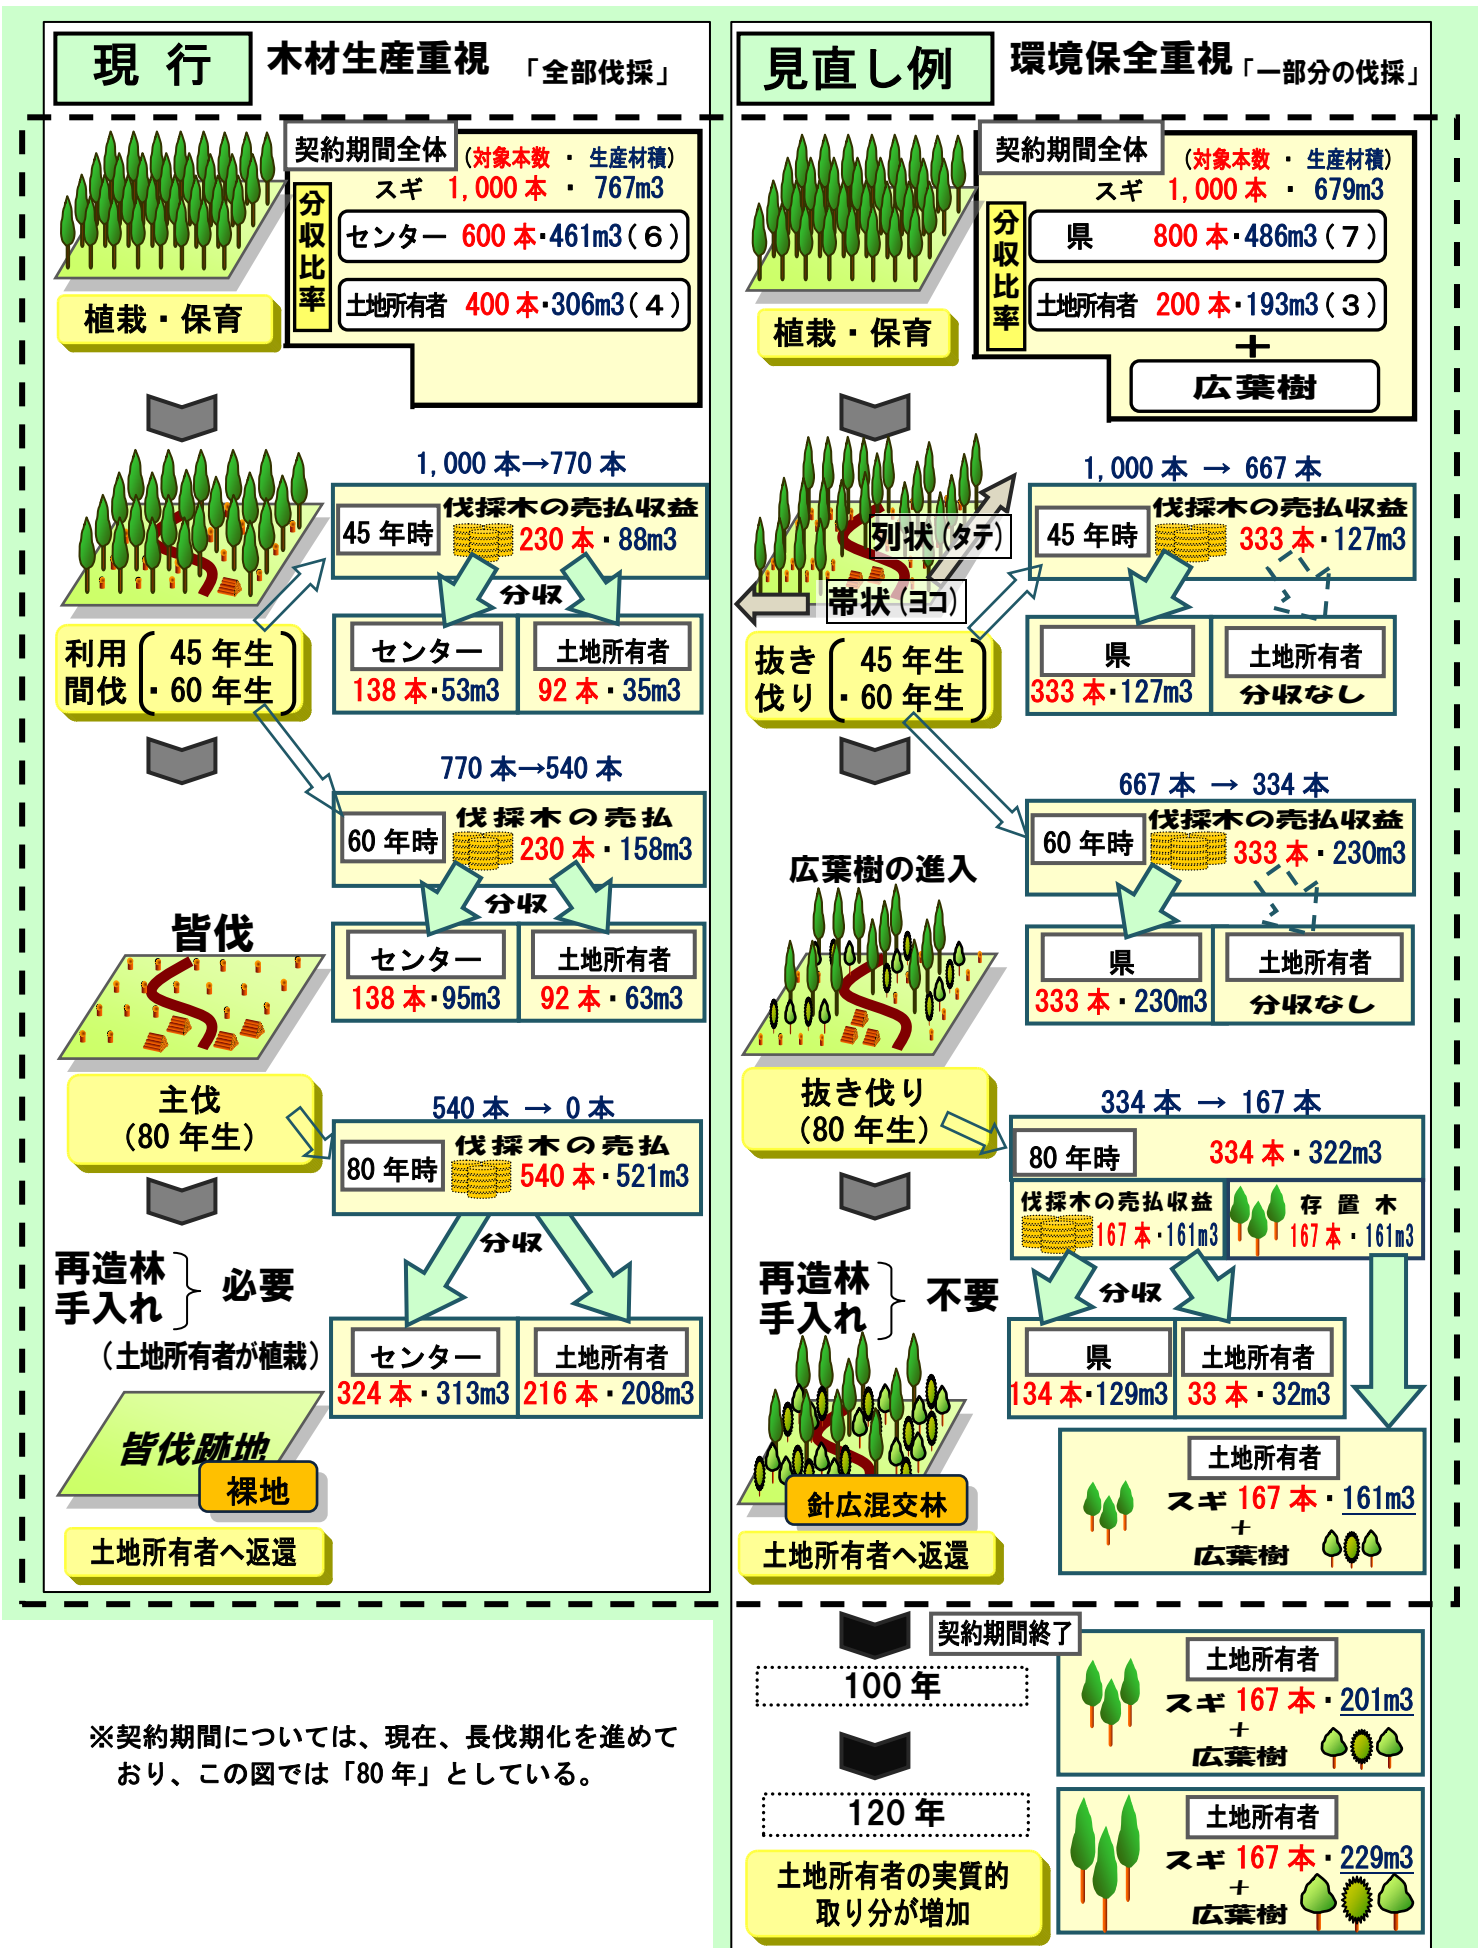 現 行
木材生産重視 「全部伐採」
契約期間全体
(対象本数 ・ 生産材積)
スギ 1,000 本 ・ 767m3
分収比率
センター 600 本・461m3(6)
土地所有者 400 本・306m3(4)
植栽・保育
1,000 本→770 本
45 年時
伐採木の売払収益
230 本・88m3
分収
センター
138 本・53m3
土地所有者
92 本・35m3
利用間伐
45 年生
・60 年生
770 本→540 本
60 年時
伐採木の売払
230 本・158m3
分収
センター
138 本・95m3
土地所有者
92 本・63m3
皆伐
主伐
(80 年生)
540 本 → 0 本
80 年時
伐採木の売払
540 本・521m3
分収
センター
324 本・313m3
土地所有者
216 本・208m3
再造林
手入れ
必要
(土地所有者が植栽)
皆伐跡地
裸地
土地所有者へ返還
※契約期間については、現在、長伐期化を進めて
おり、この図では「80 年」としている。
見直し例
環境保全重視「一部分の伐採」
契約期間全体
(対象本数 ・ 生産材積)
スギ 1,000 本 ・ 679m3
分収比率
県 800 本・486m3(7)
土地所有者 200 本・193m3(3)
+
広葉樹
植栽・保育
1,000 本 → 667 本
45 年時
伐採木の売払収益
333 本・127m3
列状(タテ)
帯状(ヨコ)
県
333 本・127m3
土地所有者
分収なし
抜き
伐り
45 年生
・60 年生
667 本 → 334 本
60 年時
伐採木の売払収益
333 本・230m3
県
333 本・230m3
土地所有者
分収なし
広葉樹の進入
抜き伐り
(80 年生)
334 本 → 167 本
80 年時
334 本・322m3
伐採木の売払収益
167 本・161m3
存 置 木
167 本・161m3
分収
県
134 本・129m3
土地所有者
33 本・32m3
再造林
手入れ
不要
針広混交林
土地所有者へ返還
土地所有者
スギ 167 本・161m3
+
広葉樹
契約期間終了
100 年
土地所有者
スギ 167 本・201m3
+
広葉樹
120 年
土地所有者
スギ 167 本・229m3
+
広葉樹
土地所有者の実質的
取り分が増加